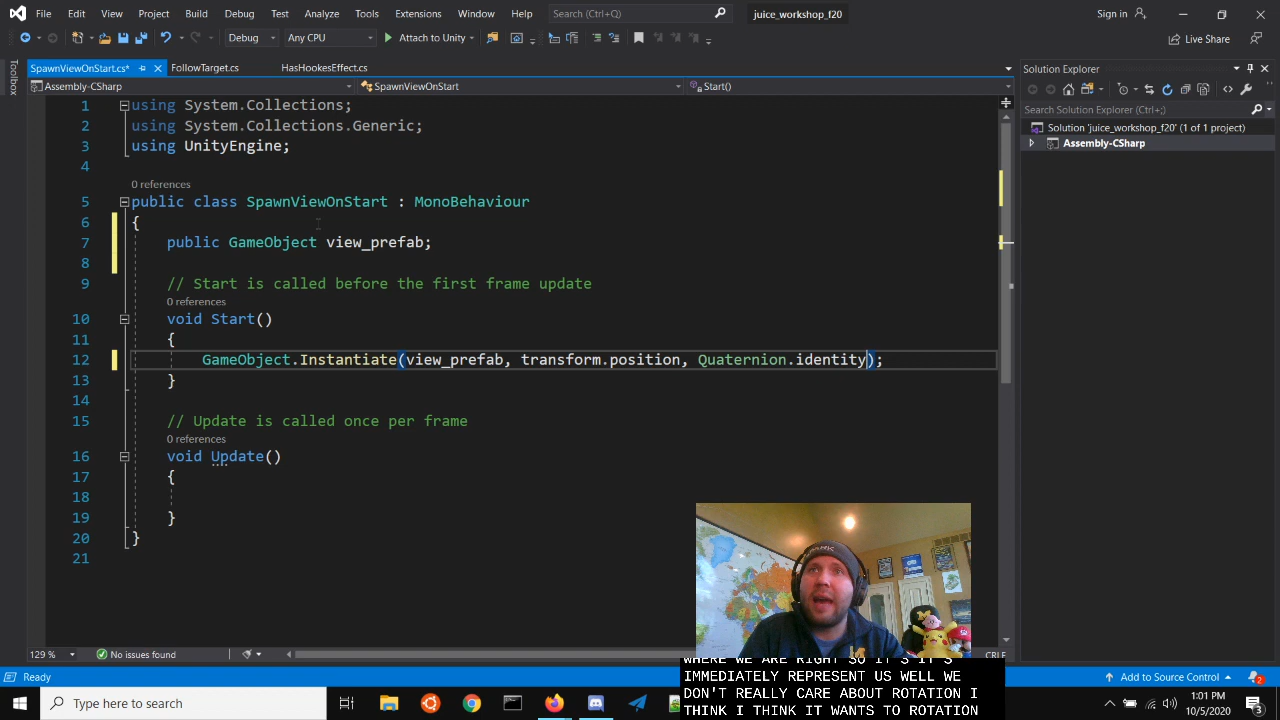 File Edit View Project Build Debug Test Analyze Tools Extensions Window Help Search (Ctrl+Q) juice_workshop_f20 Sign in
Debug Any CPU Attach to Unity Live Share
Toolbox
SpawnViewOnStart.cs* FollowTarget.cs HasHookesEffect.cs
Assembly-CSharp SpawnViewOnStart Start()
1 using System.Collections;
2 using System.Collections.Generic;
3 using UnityEngine;
4
0 references
5 public class SpawnViewOnStart : MonoBehaviour
6 {
7 public GameObject view_prefab;
8
9 // Start is called before the first frame update
0 references
10 void Start()
11 {
12 GameObject.Instantiate(view_prefab, transform.position, Quaternion.identity);
13 }
14
15 // Update is called once per frame
0 references
16 void Update()
17 {
18
19 }
20 }
21
Solution Explorer
Search Solution Explorer (Ctrl+;)
Solution 'juice_workshop_f20' (1 of 1 project)
Assembly-CSharp
129 % No issues found CRLF
WHERE WE ARE RIGHT SO IT'S IT'S
IMMEDIATELY REPRESENT US WELL WE
DON'T REALLY CARE ABOUT ROTATION I
THINK I THINK IT WANTS TO ROTATION
Ready Add to Source Control 2
Type here to search 1:01 PM
10/5/2020 3